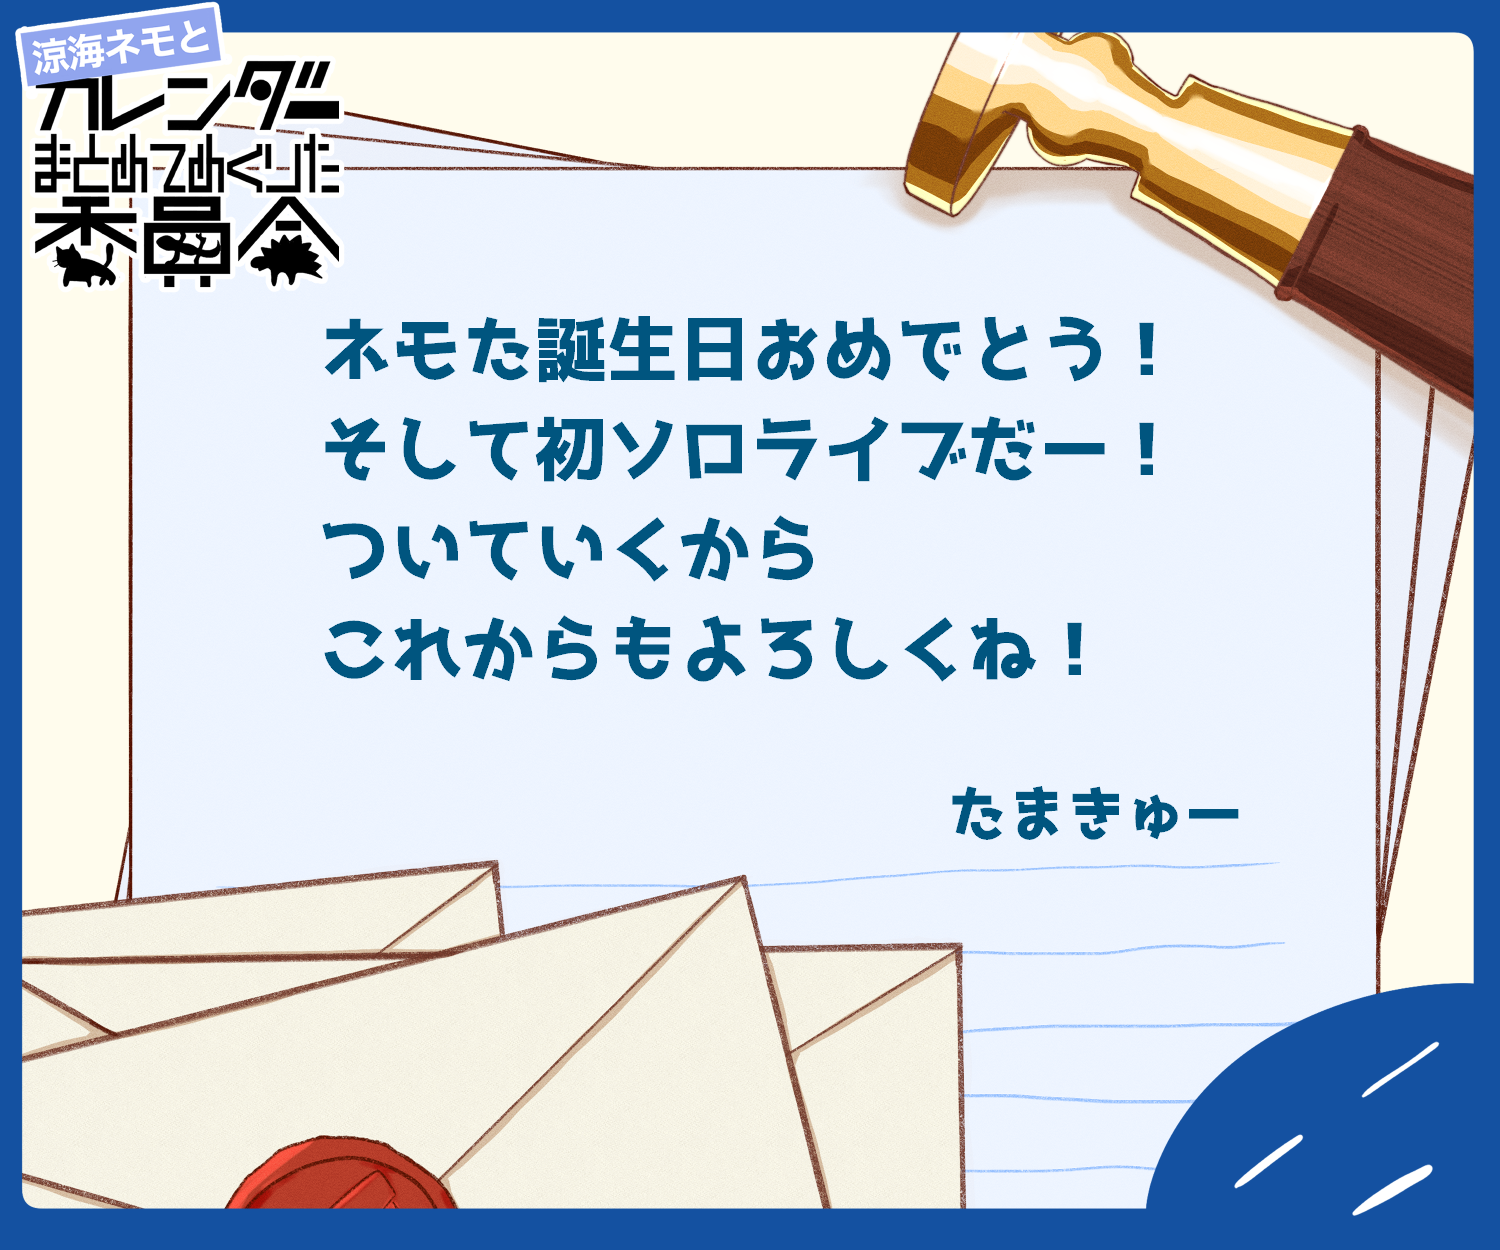 涼海ネモと
カレンダー
まとめてめくりた
委員会
ネモた誕生日おめでとう！
そして初ソロライブだー！
ついていくから
これからもよろしくね！
たまきゅー